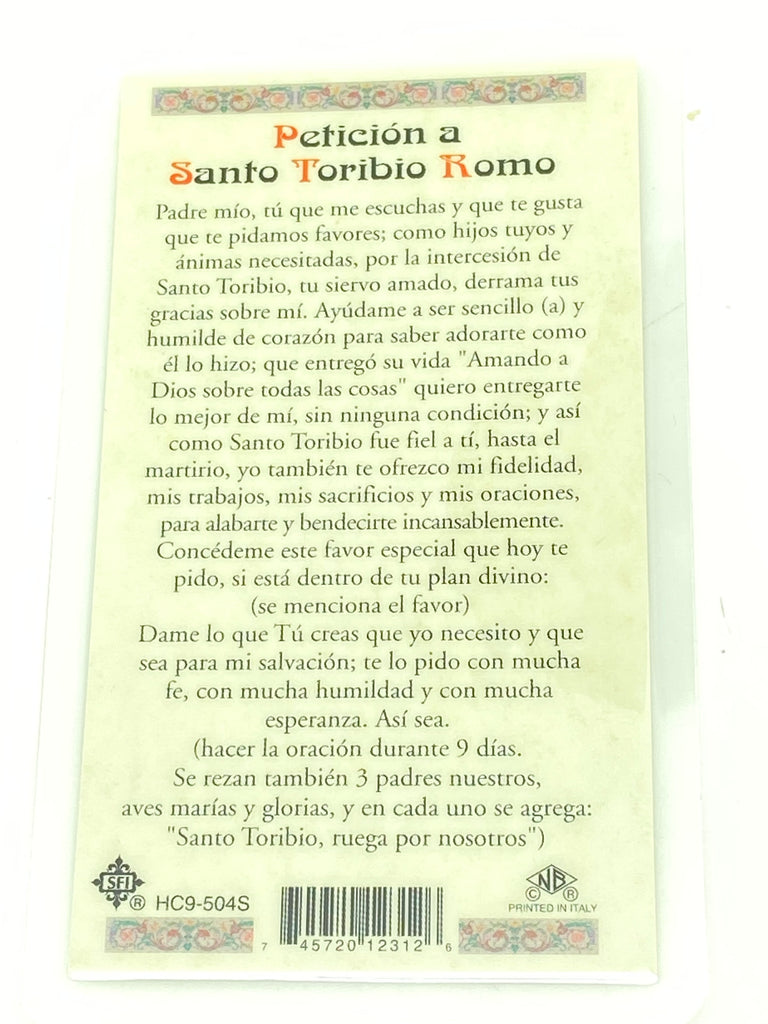 Petición a
Santo Toribio Romo
Padre mío, tú que me escuchas y que te gusta
que te pidamos favores; como hijos tuyos y
ánimas necesitadas, por la intercesión de
Santo Toribio, tu siervo amado, derrama tus
gracias sobre mí. Ayúdame a ser sencillo (a) y
humilde de corazón para saber adorarte como
él lo hizo; que entregó su vida "Amando a
Dios sobre todas las cosas" quiero entregarte
lo mejor de mí, sin ninguna condición; y así
como Santo Toribio fue fiel a tí, hasta el
martirio, yo también te ofrezco mi fidelidad,
mis trabajos, mis sacrificios y mis oraciones,
para alabarte y bendecirte incansablemente.
Concédeme este favor especial que hoy te
pido, si está dentro de tu plan divino:
(se menciona el favor)
Dame lo que Tú creas que yo necesito y que
sea para mi salvación; te lo pido con mucha
fe, con mucha humildad y con mucha
esperanza. Así sea.
(hacer la oración durante 9 días.
Se rezan también 3 padres nuestros,
aves marías y glorias, y en cada uno se agrega:
"Santo Toribio, ruega por nosotros")
SFI ® HC9-504S
7 45720 12312 6
© NB ®
PRINTED IN ITALY